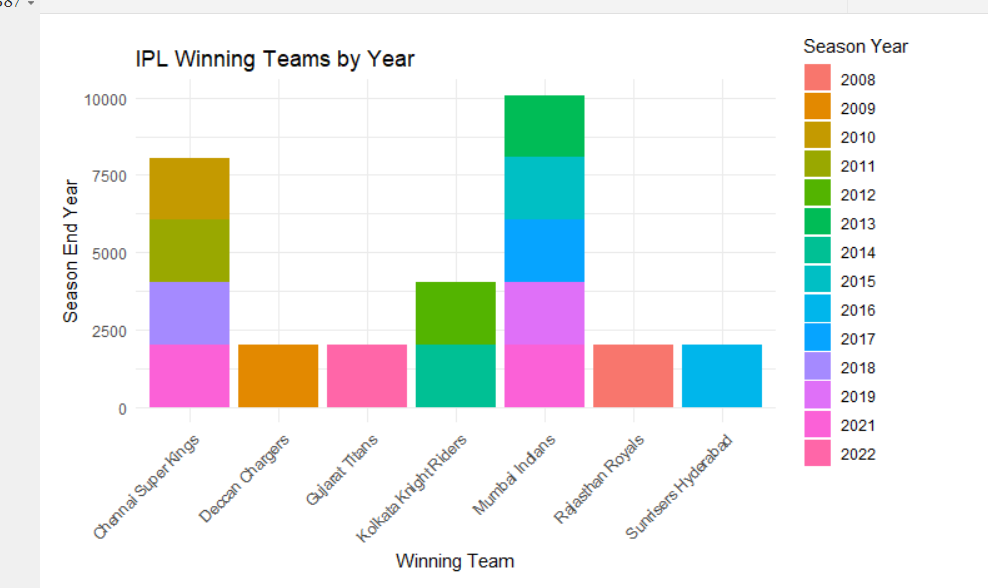 IPL Winning Teams by Year
Season End Year
10000
7500
5000
2500
0
Chennai Super Kings
Deccan Chargers
Gujarat Titans
Kolkata Knight Riders
Mumbai Indians
Rajasthan Royals
Sunrisers Hyderabad
Winning Team
Season Year
2008
2009
2010
2011
2012
2013
2014
2015
2016
2017
2018
2019
2021
2022